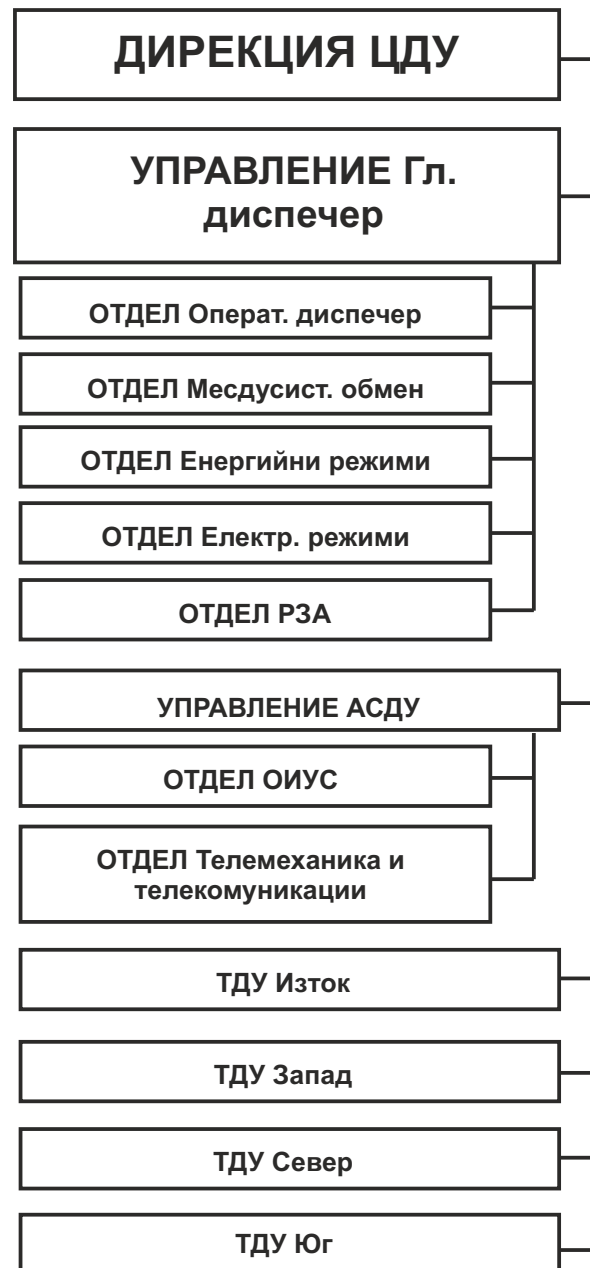 ДИРЕКЦИЯ ЦДУ
УПРАВЛЕНИЕ Гл.
диспечер
ОТДЕЛ Операт. диспечер
ОТДЕЛ Месдусист. обмен
ОТДЕЛ Енергийни режими
ОТДЕЛ Електр. режими
ОТДЕЛ РЗА
УПРАВЛЕНИЕ АСДУ
ОТДЕЛ ОИУС
ОТДЕЛ Телемеханика и
телекомуникации
ТДУ Изток
ТДУ Запад
ТДУ Север
ТДУ Юг